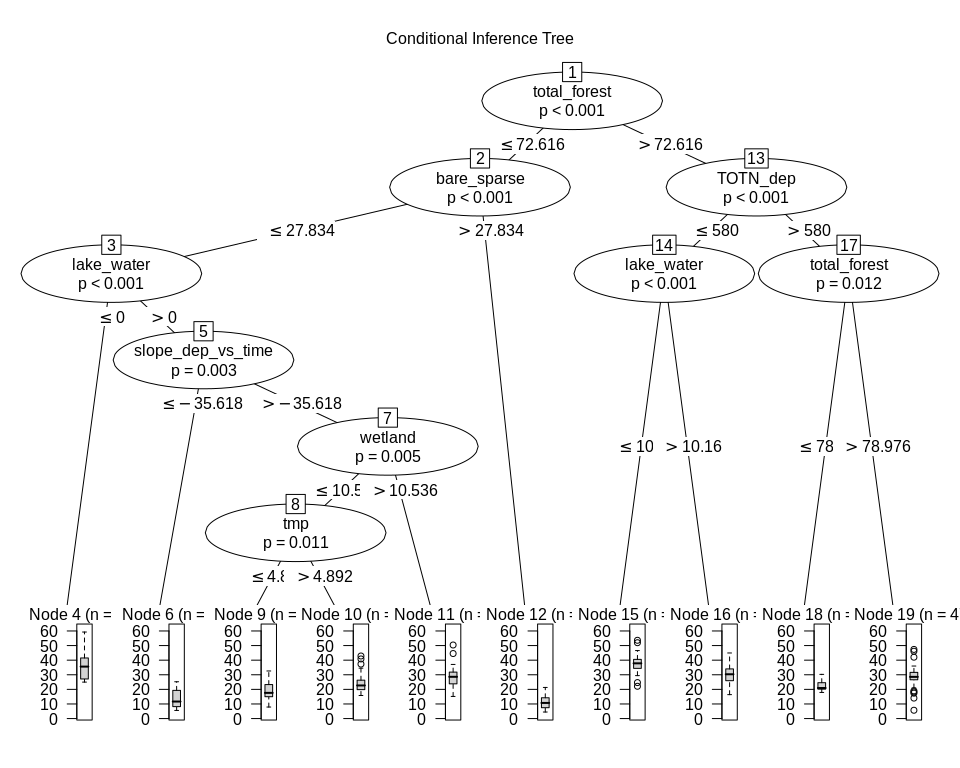 Conditional Inference Tree
1
total_forest
p < 0.001
≤ 72.616
> 72.616
2
bare_sparse
p < 0.001
13
TOTN_dep
p < 0.001
≤ 27.834
> 27.834
≤ 580
> 580
3
lake_water
p < 0.001
14
lake_water
p < 0.001
17
total_forest
p = 0.012
≤ 0
> 0
5
slope_dep_vs_time
p = 0.003
≤ −35.618
> −35.618
7
wetland
p = 0.005
≤ 10
> 10.16
≤ 78
> 78.976
≤ 10.5
> 10.536
8
tmp
p = 0.011
≤ 4.8
> 4.892
Node 4 (n = Node 6 (n = Node 9 (n = Node 10 (n = Node 11 (n = Node 12 (n = Node 15 (n = Node 16 (n = Node 18 (n = Node 19 (n = 4
60 60 60 60 60 60 60 60 60 60
50 50 50 50 50 50 50 50 50 50
40 40 40 40 40 40 40 40 40 40
30 30 30 30 30 30 30 30 30 30
20 20 20 20 20 20 20 20 20 20
10 10 10 10 10 10 10 10 10 10
0 0 0 0 0 0 0 0 0 0